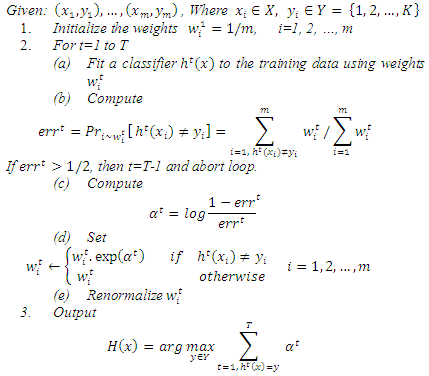 Given: (x₁,y₁), …, (xₘ,yₘ), Where xᵢ ∈ X, yᵢ ∈ Y = {1, 2, …, K}
1. Initialize the weights wᵢ¹ = 1/m, i=1, 2, …, m
2. For t=1 to T
(a) Fit a classifier hᵗ(x) to the training data using weights
wᵢᵗ
(b) Compute
errᵗ = Pr_{i~wᵢᵗ}[hᵗ(xᵢ) ≠ yᵢ] = ∑_{i=1, hᵗ(xᵢ)≠yᵢ}^{m} wᵢᵗ / ∑_{i=1}^{m} wᵢᵗ
If errᵗ > 1/2, then t=T-1 and abort loop.
(c) Compute
αᵗ = log (1 − errᵗ)/errᵗ
(d) Set
wᵢᵗ ← { wᵢᵗ. exp(αᵗ) if hᵗ(xᵢ) ≠ yᵢ
wᵢᵗ otherwise i = 1, 2, …, m
(e) Renormalize wᵢᵗ
3. Output
H(x) = arg max_{y∈Y} ∑_{t=1, hᵗ(x)=y}^{T} αᵗ